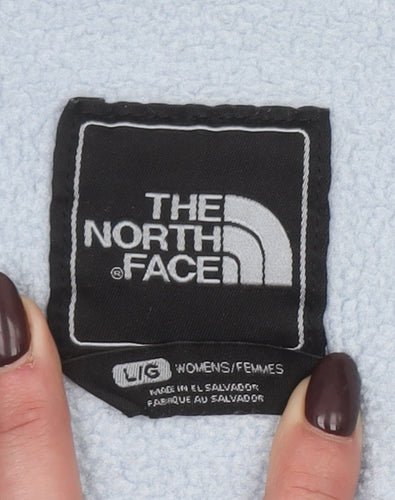 THE
NORTH
®FACE
L/G WOMENS/FEMMES
MADE IN EL SALVADOR
FABRIQUE AU SALVADOR